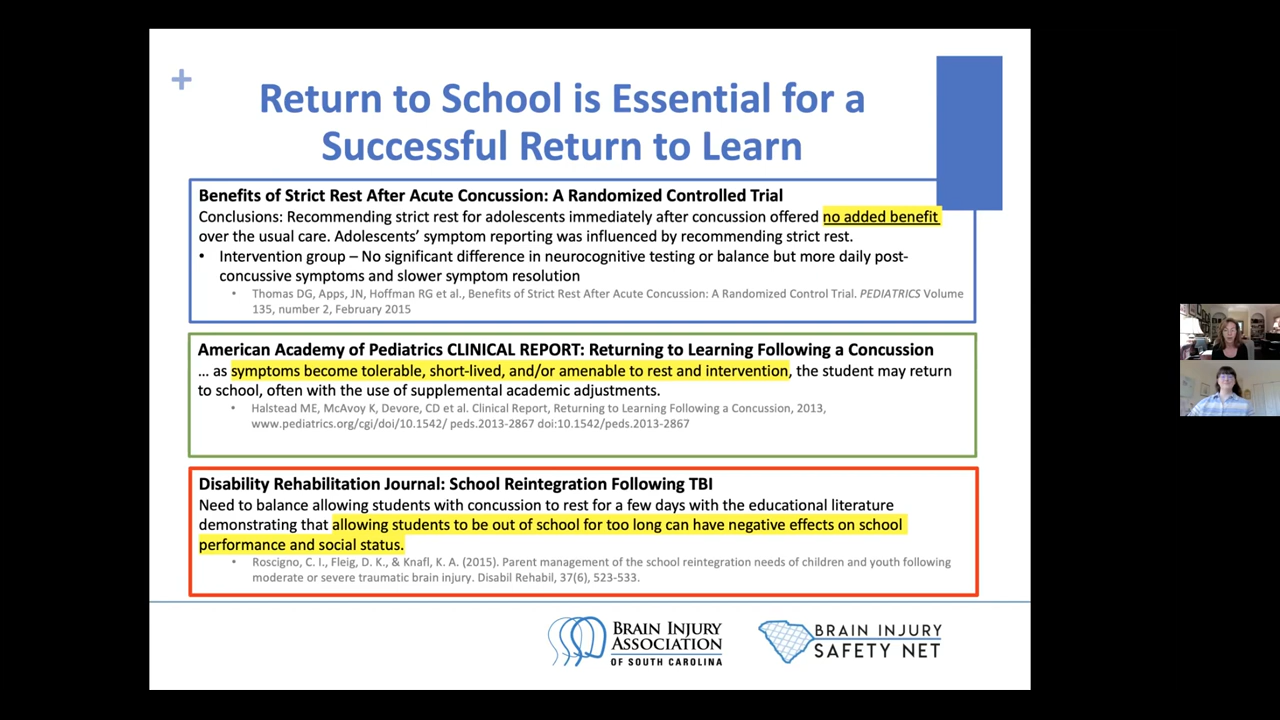 +
Return to School is Essential for a
Successful Return to Learn
Benefits of Strict Rest After Acute Concussion: A Randomized Controlled Trial
Conclusions: Recommending strict rest for adolescents immediately after concussion offered no added benefit
over the usual care. Adolescents’ symptom reporting was influenced by recommending strict rest.
• Intervention group – No significant difference in neurocognitive testing or balance but more daily post-
concussive symptoms and slower symptom resolution
• Thomas DG, Apps, JN, Hoffman RG et al., Benefits of Strict Rest After Acute Concussion: A Randomized Control Trial. PEDIATRICS Volume
135, number 2, February 2015
American Academy of Pediatrics CLINICAL REPORT: Returning to Learning Following a Concussion
... as symptoms become tolerable, short-lived, and/or amenable to rest and intervention, the student may return
to school, often with the use of supplemental academic adjustments.
• Halstead ME, McAvoy K, Devore, CD et al. Clinical Report, Returning to Learning Following a Concussion, 2013,
www.pediatrics.org/cgi/doi/10.1542/ peds.2013-2867 doi:10.1542/peds.2013-2867
Disability Rehabilitation Journal: School Reintegration Following TBI
Need to balance allowing students with concussion to rest for a few days with the educational literature
demonstrating that allowing students to be out of school for too long can have negative effects on school
performance and social status.
• Roscigno, C. I., Fleig, D. K., & Knafl, K. A. (2015). Parent management of the school reintegration needs of children and youth following
moderate or severe traumatic brain injury. Disabil Rehabil, 37(6), 523-533.
BRAIN INJURY
ASSOCIATION
OF SOUTH CAROLINA
BRAIN INJURY
SAFETY NET